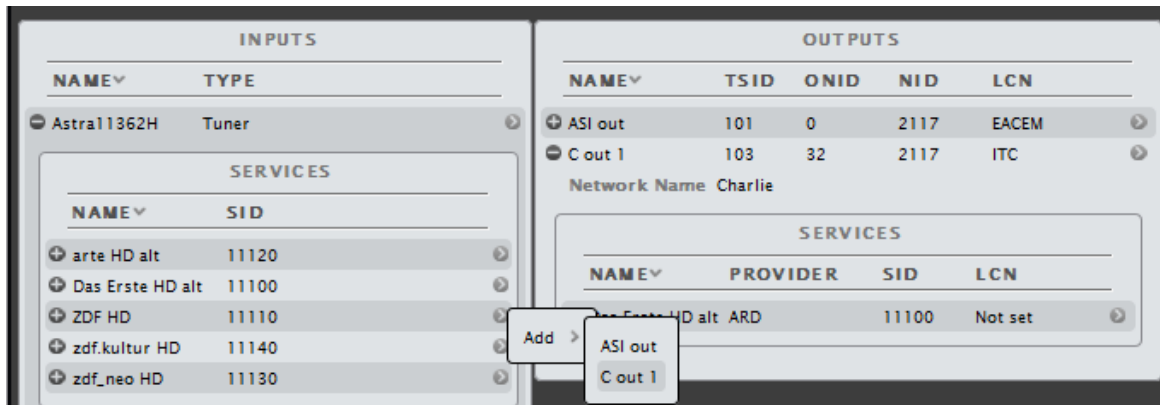 INPUTS
NAME TYPE
Astra11362H Tuner
SERVICES
NAME SID
arte HD alt 11120
Das Erste HD alt 11100
ZDF HD 11110
zdf.kultur HD 11140
zdf_neo HD 11130
OUTPUTS
NAME TSID ONID NID LCN
ASI out 101 0 2117 EACEM
C out 1 103 32 2117 ITC
Network Name Charlie
SERVICES
NAME PROVIDER SID LCN
HD alt ARD 11100 Not set
Add
ASI out
C out 1